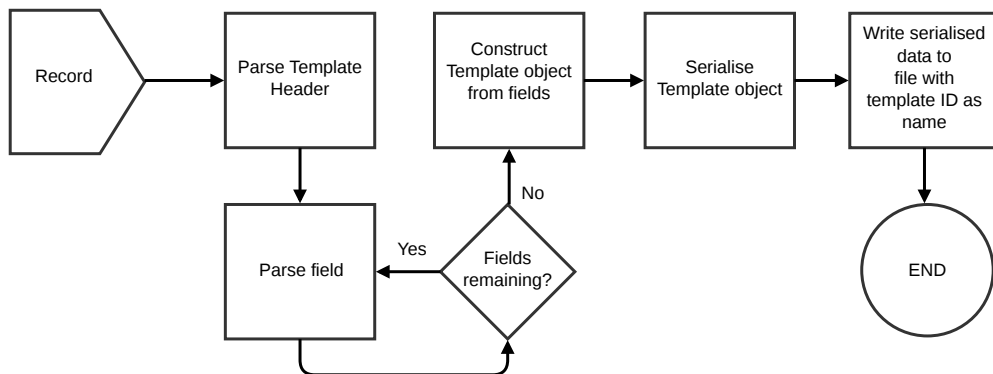 Record
Parse Template
Header
Construct
Template object
from fields
Serialise
Template object
Write serialised
data to
file with
template ID as
name
No
Yes
Parse field
Fields
remaining?
END